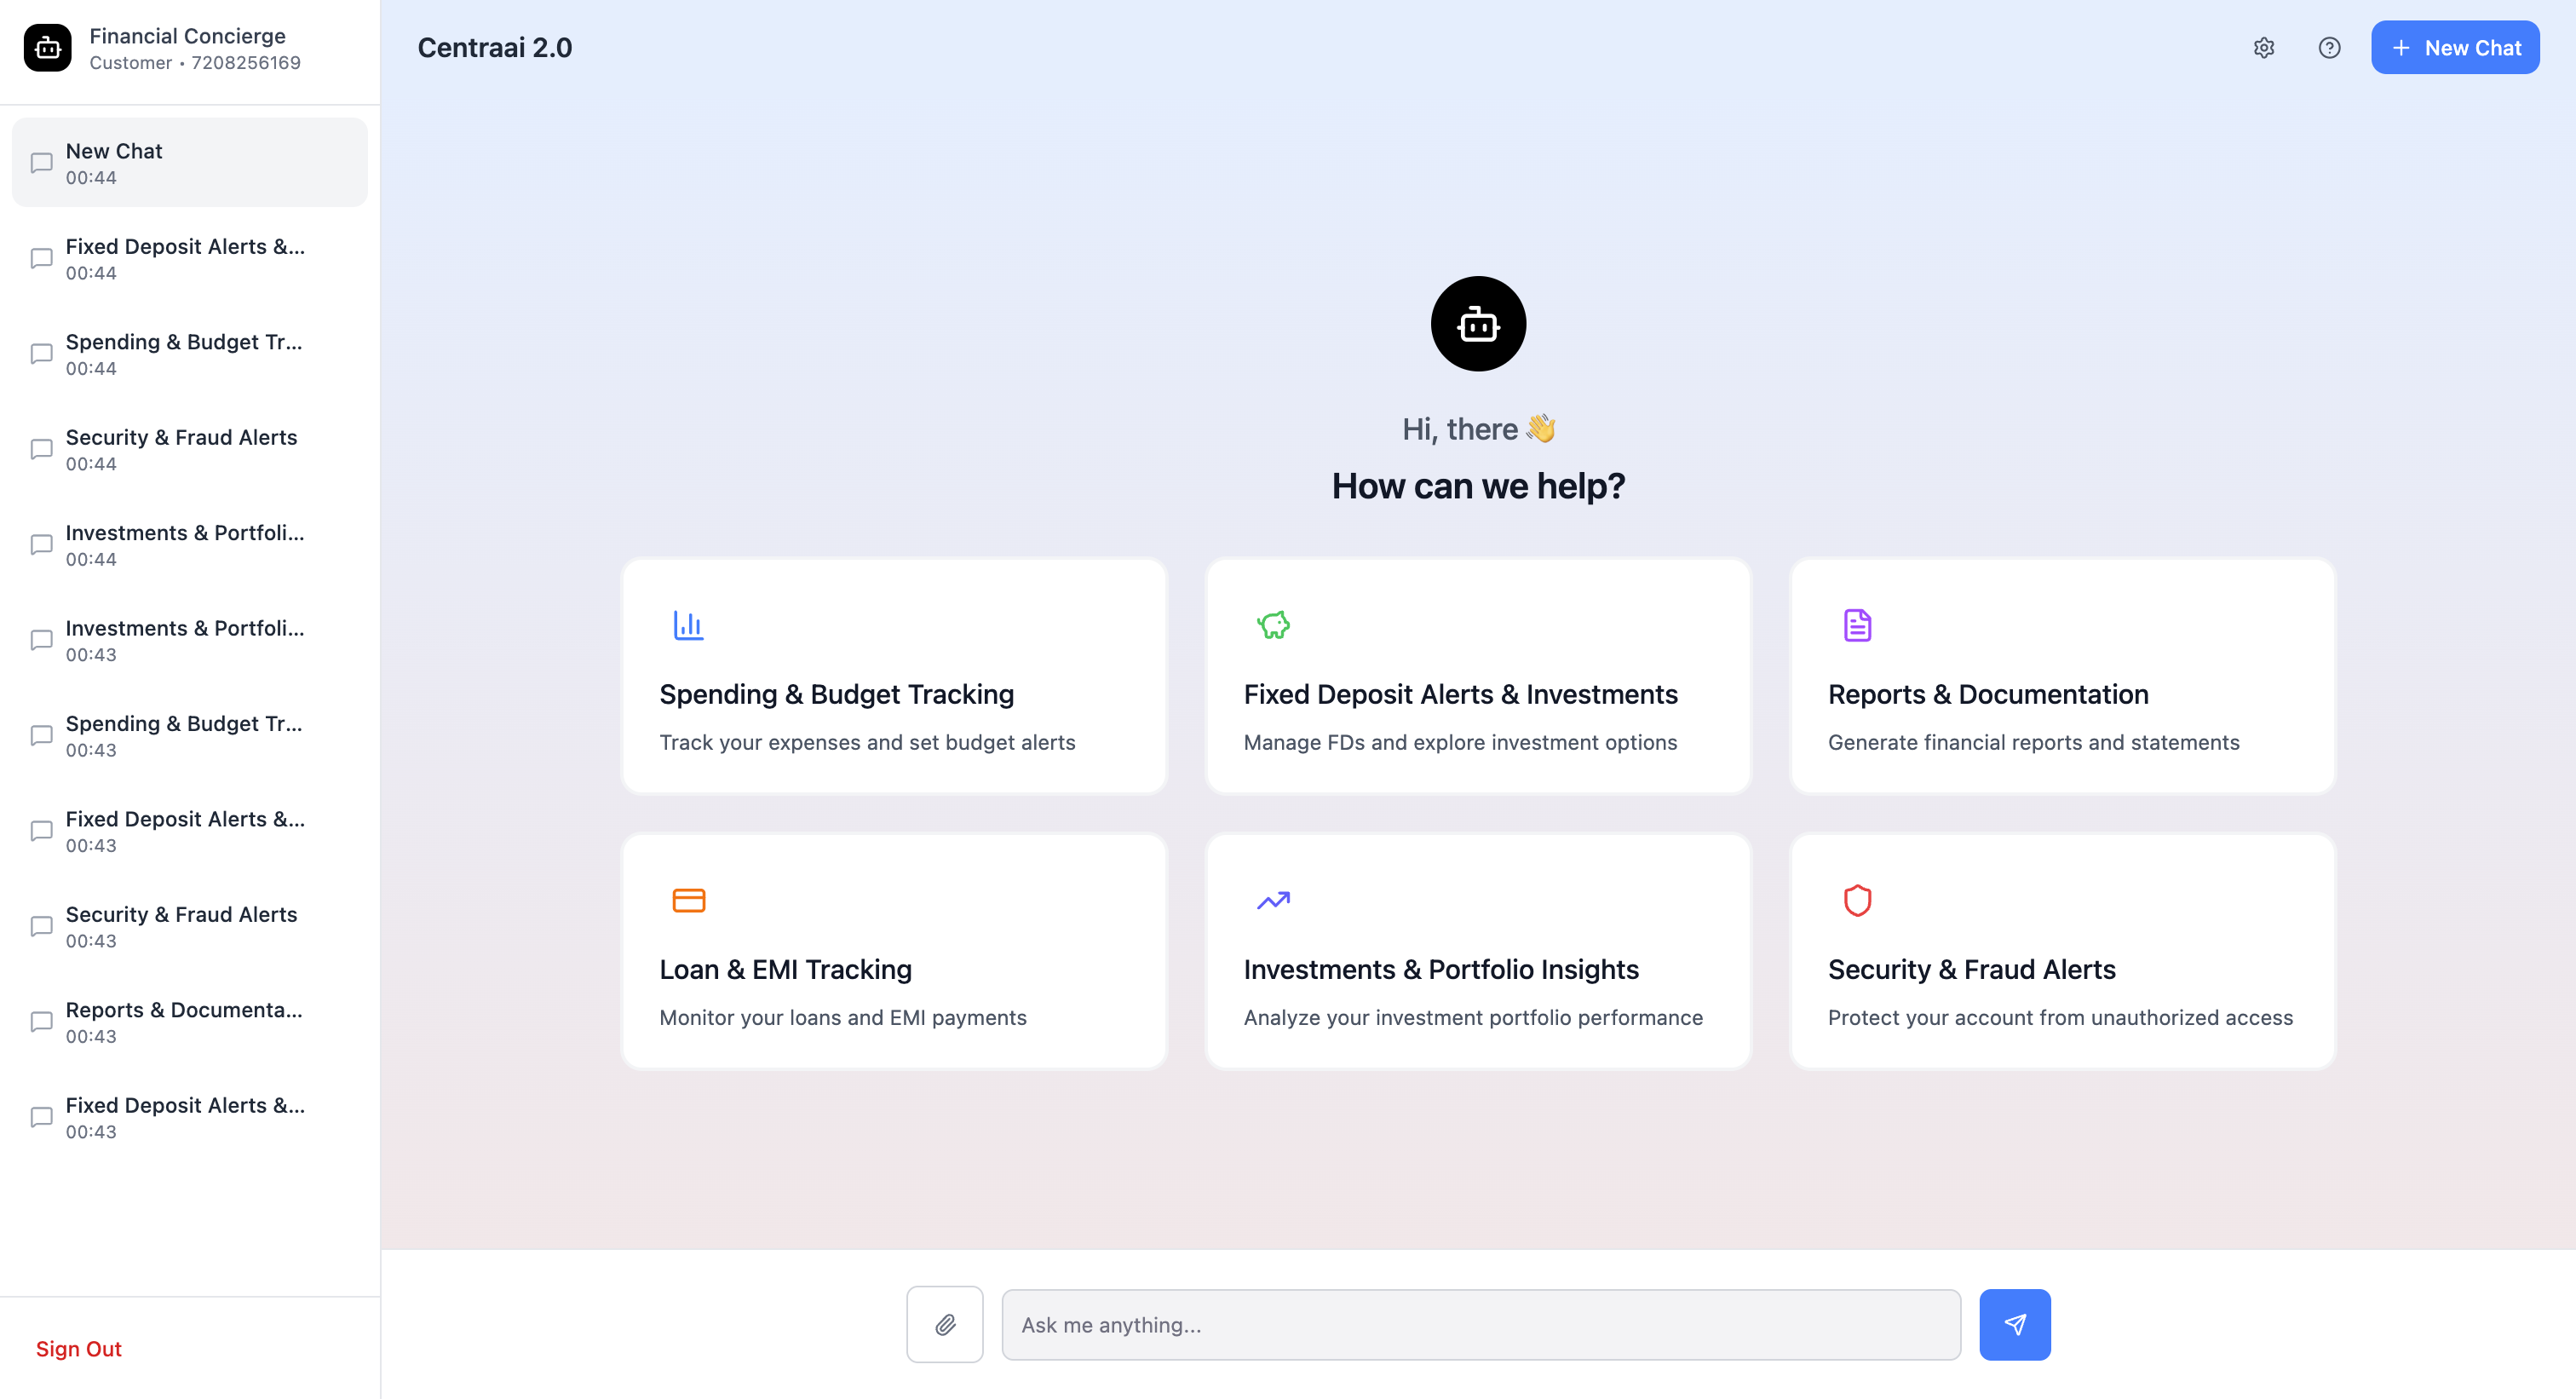 Financial Concierge
Customer • 7208256169
New Chat
00:44
Fixed Deposit Alerts &...
00:44
Spending & Budget Tr...
00:44
Security & Fraud Alerts
00:44
Investments & Portfoli...
00:44
Investments & Portfoli...
00:43
Spending & Budget Tr...
00:43
Fixed Deposit Alerts &...
00:43
Security & Fraud Alerts
00:43
Reports & Documenta...
00:43
Fixed Deposit Alerts &...
00:43
Sign Out
Centraai 2.0
New Chat
Hi, there 👋
How can we help?
Spending & Budget Tracking
Track your expenses and set budget alerts
Fixed Deposit Alerts & Investments
Manage FDs and explore investment options
Reports & Documentation
Generate financial reports and statements
Loan & EMI Tracking
Monitor your loans and EMI payments
Investments & Portfolio Insights
Analyze your investment portfolio performance
Security & Fraud Alerts
Protect your account from unauthorized access
Ask me anything...